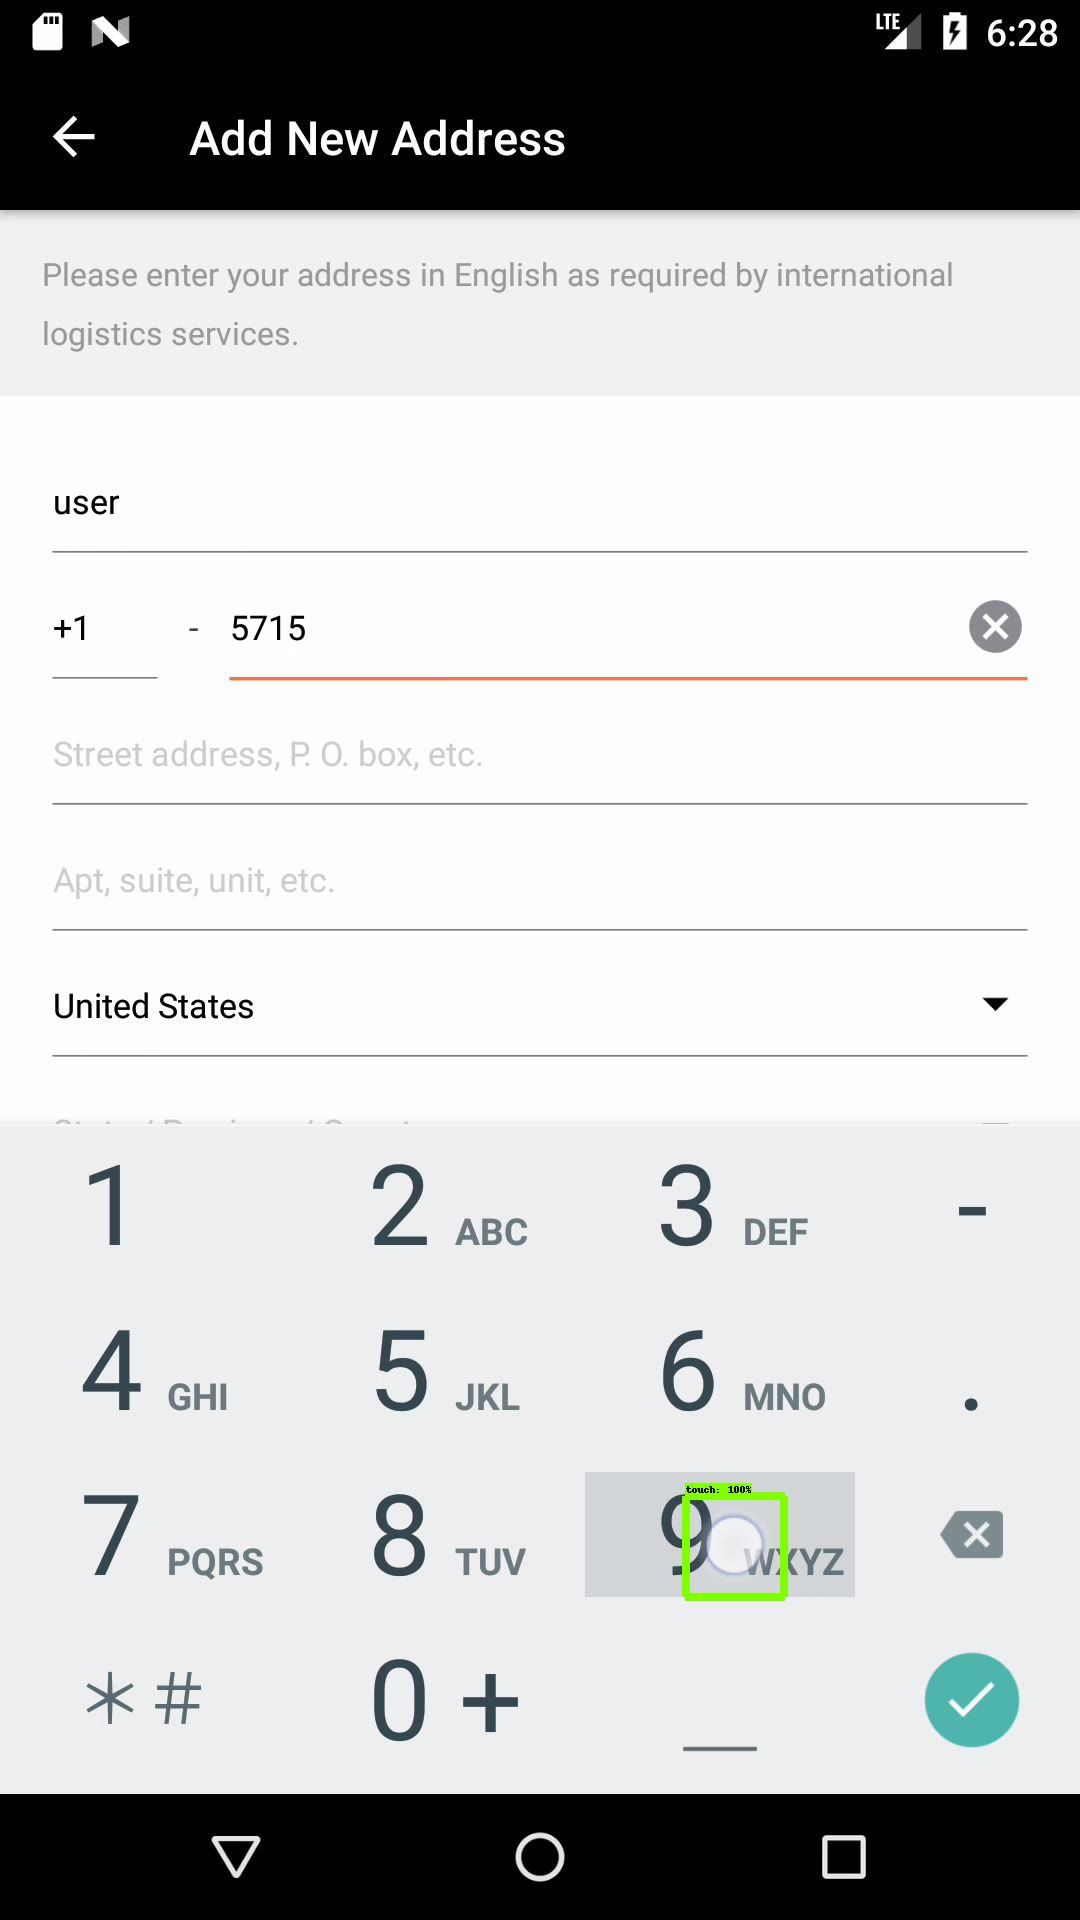 LTE 6:28
Add New Address
Please enter your address in English as required by international
logistics services.
user
+1 - 5715
Street address, P. O. box, etc.
Apt, suite, unit, etc.
United States
1 2 ABC 3 DEF -
4 GHI 5 JKL 6 MNO .
touch: 100%
7 PQRS 8 TUV 9 WXYZ
* # 0 +